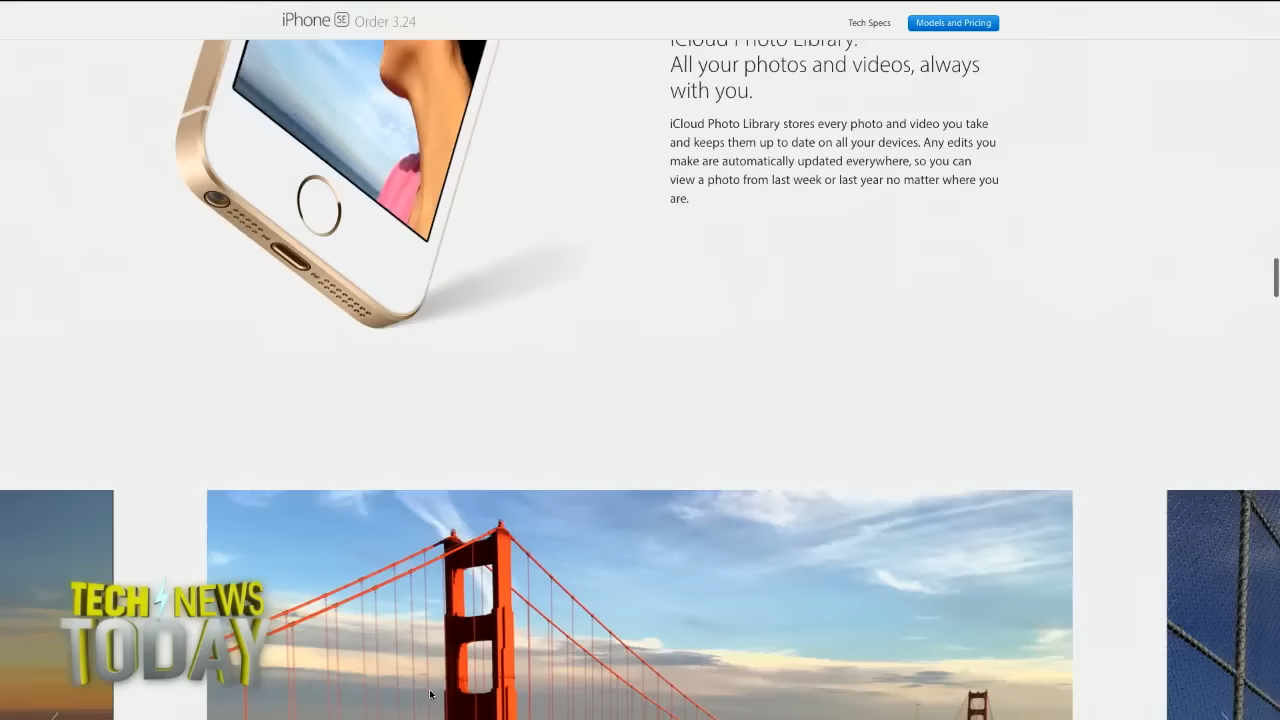 iPhone SE Order 3.24
Tech Specs
Models and Pricing
iCloud Photo Library.
All your photos and videos, always
with you.
iCloud Photo Library stores every photo and video you take
and keeps them up to date on all your devices. Any edits you
make are automatically updated everywhere, so you can
view a photo from last week or last year no matter where you
are.
TECH NEWS
TODAY